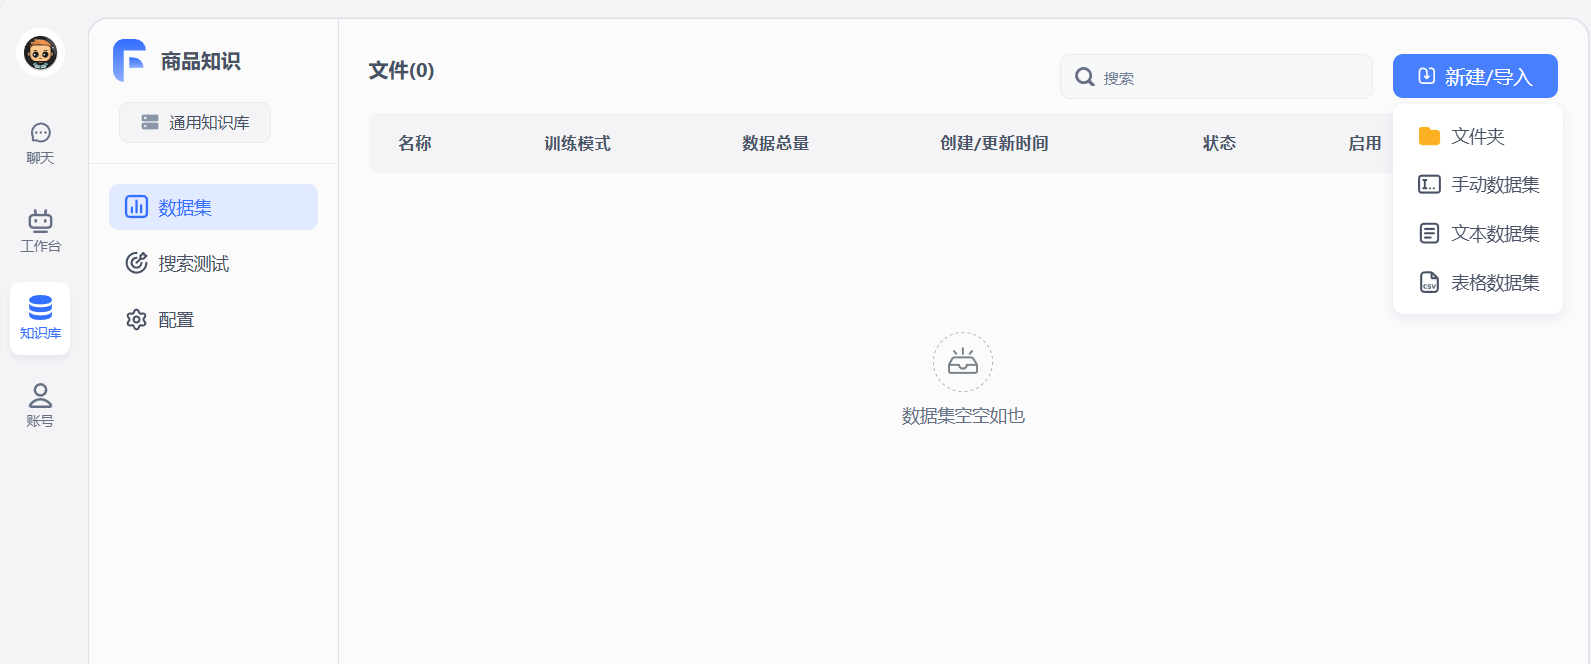 聊天
工作台
知识库
账号
商品知识
通用知识库
数据集
搜索测试
配置
文件(0)
搜索
新建/导入
名称 训练模式 数据总量 创建/更新时间 状态 启用
文件夹
手动数据集
文本数据集
CSV
表格数据集
数据集空空如也